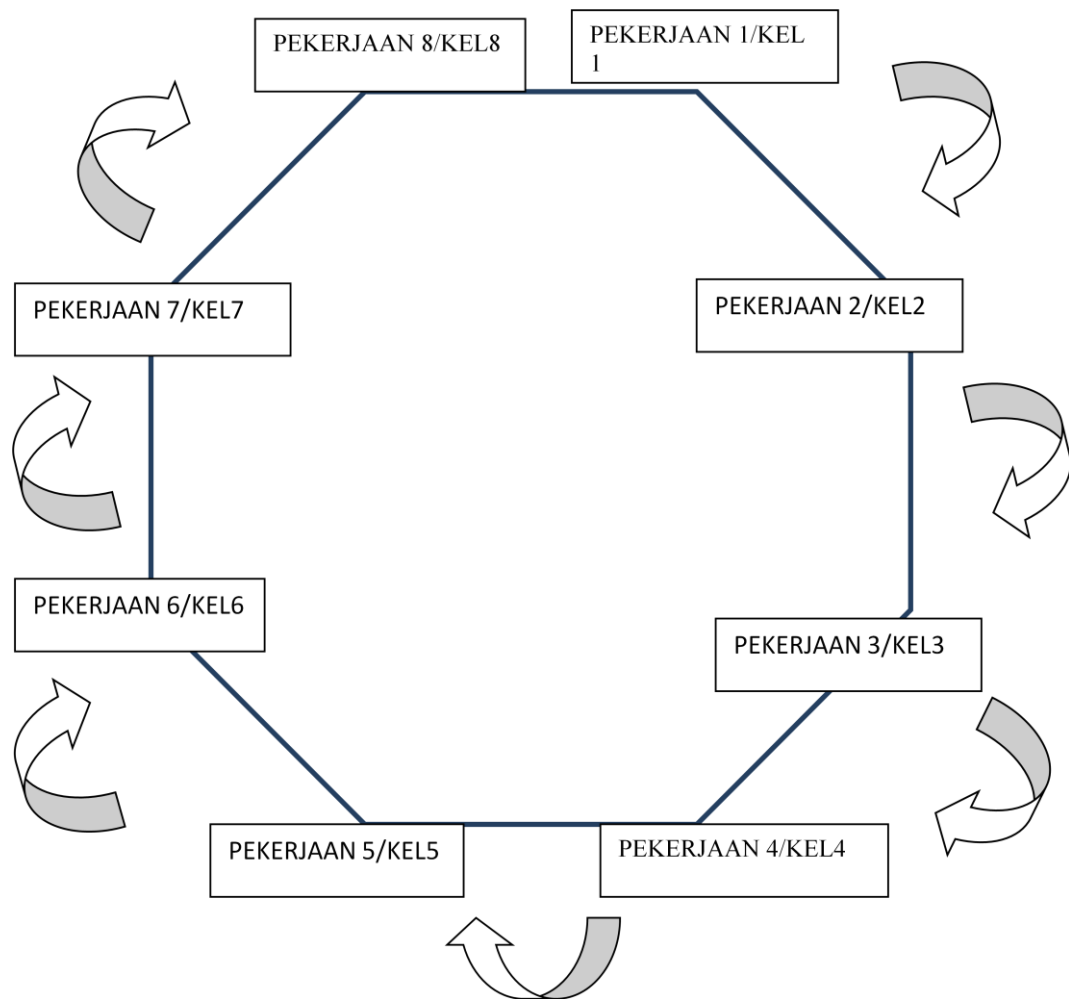 PEKERJAAN 8/KEL8
PEKERJAAN 1/KEL
1
PEKERJAAN 7/KEL7
PEKERJAAN 2/KEL2
PEKERJAAN 6/KEL6
PEKERJAAN 3/KEL3
PEKERJAAN 5/KEL5
PEKERJAAN 4/KEL4